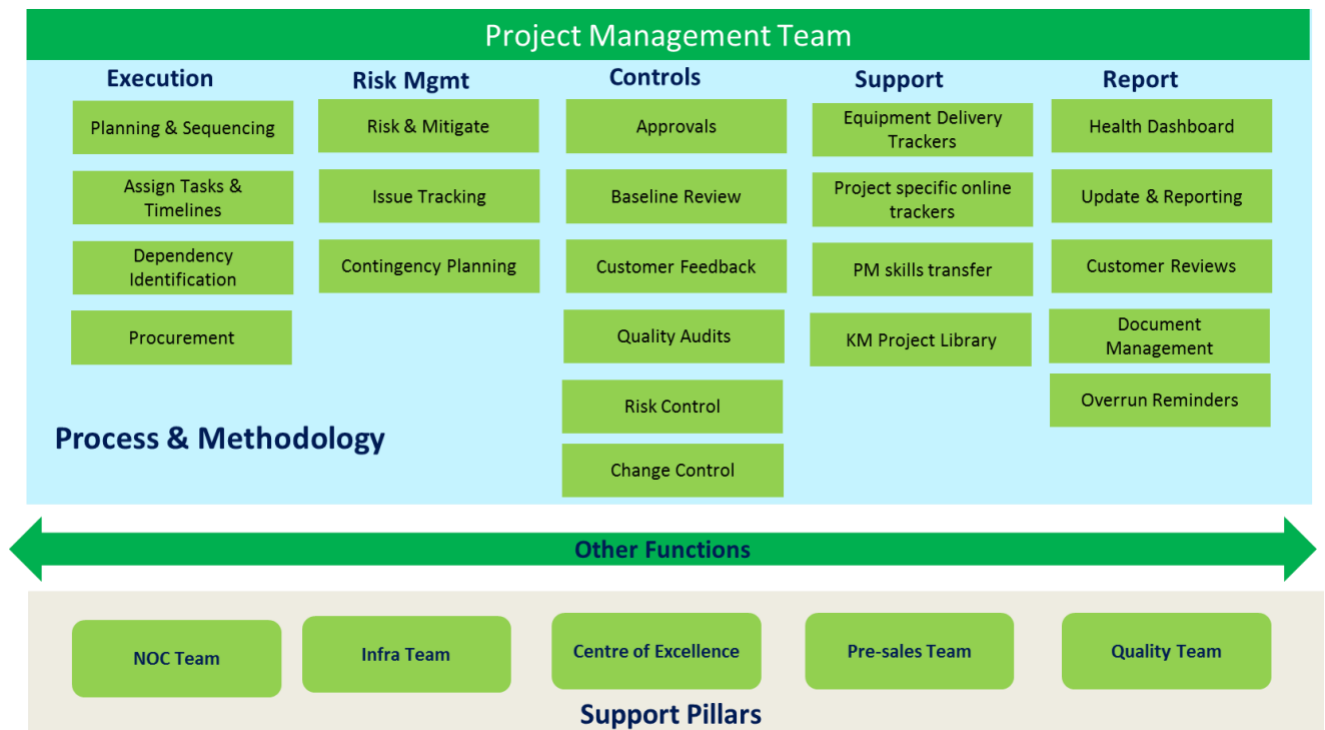 Project Management Team
Execution
Planning & Sequencing
Assign Tasks &
Timelines
Dependency
Identification
Procurement
Risk Mgmt
Risk & Mitigate
Issue Tracking
Contingency Planning
Controls
Approvals
Baseline Review
Customer Feedback
Quality Audits
Risk Control
Change Control
Support
Equipment Delivery
Trackers
Project specific online
trackers
PM skills transfer
KM Project Library
Report
Health Dashboard
Update & Reporting
Customer Reviews
Document
Management
Overrun Reminders
Process & Methodology
Other Functions
NOC Team
Infra Team
Centre of Excellence
Pre-sales Team
Quality Team
Support Pillars